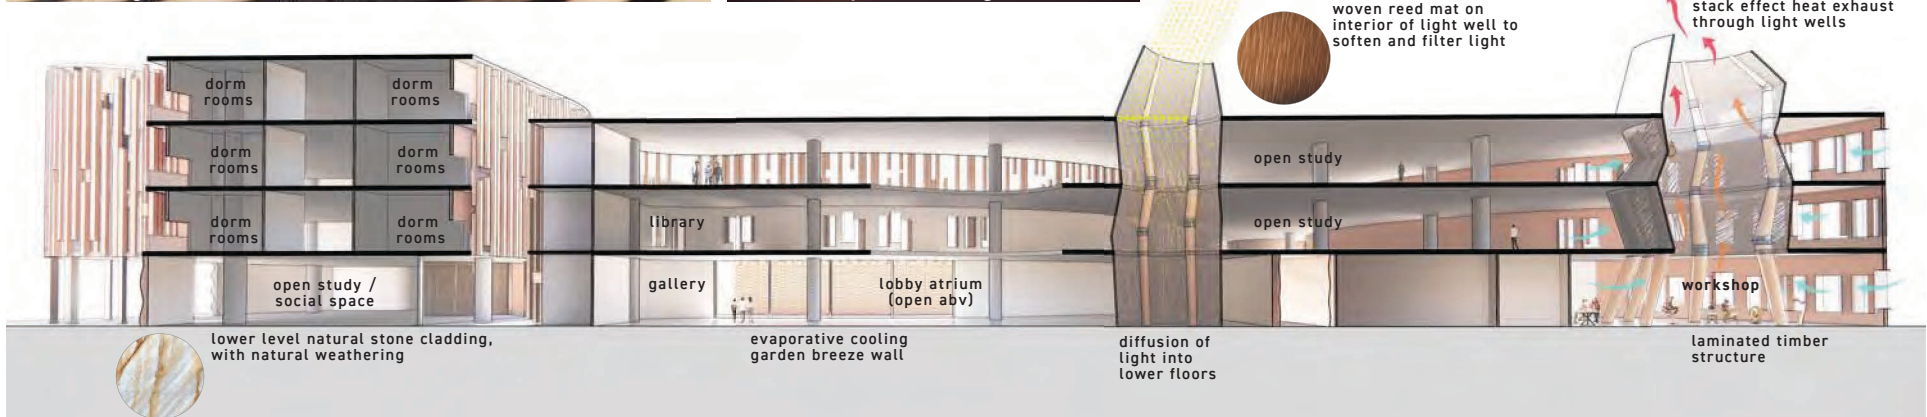 woven reed mat on
interior of light well to
soften and filter light
stack effect heat exhaust
through light wells
dorm
rooms
dorm
rooms
dorm
rooms
dorm
rooms
open study
dorm
rooms
dorm
rooms
library
open study
open study /
social space
gallery
lobby atrium
(open abv)
workshop
lower level natural stone cladding,
with natural weathering
evaporative cooling
garden breeze wall
diffusion of
light into
lower floors
laminated timber
structure